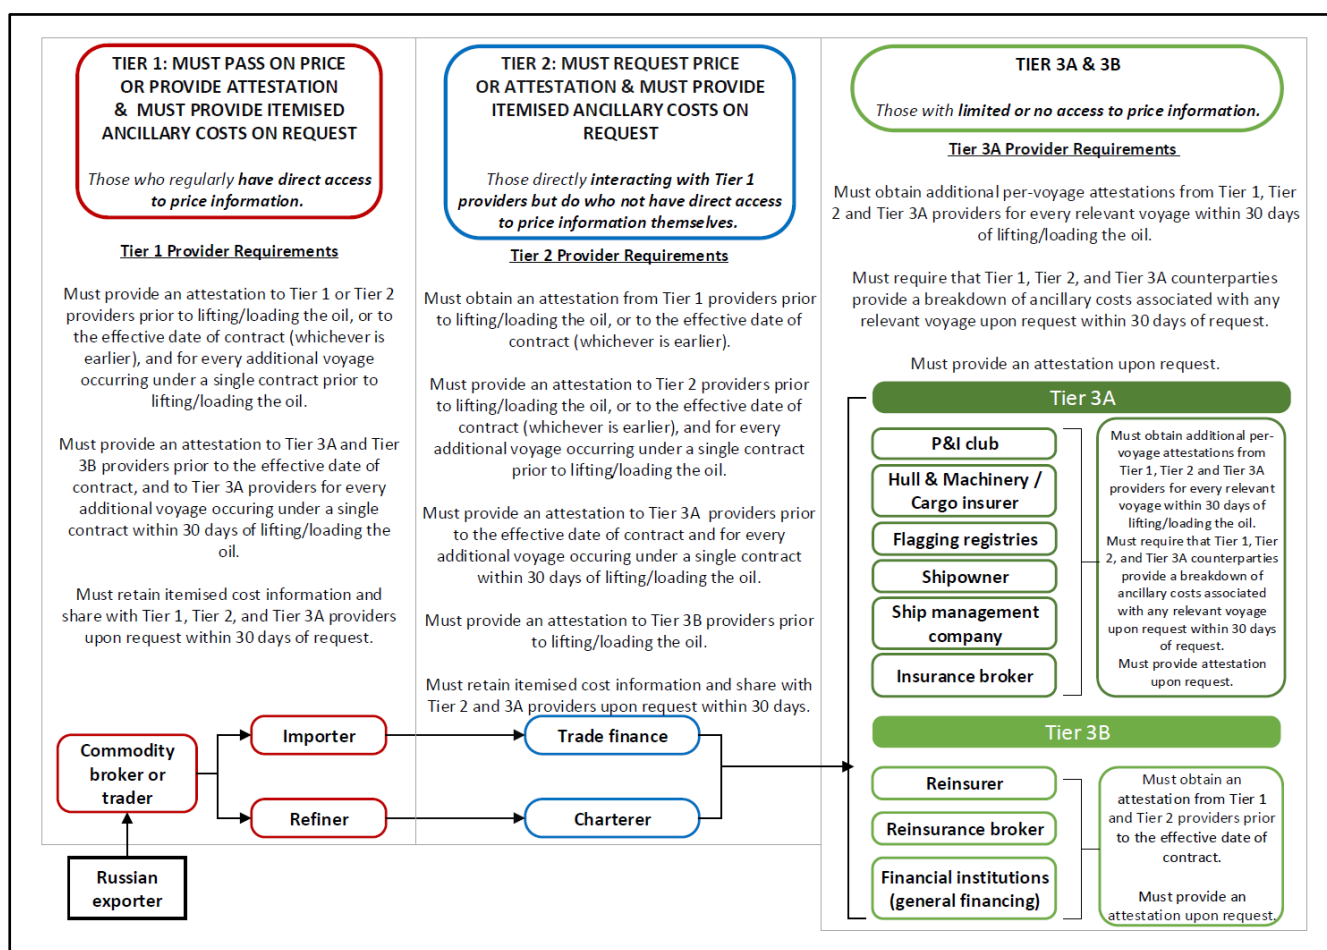 TIER 1: MUST PASS ON PRICE
OR PROVIDE ATTESTATION
& MUST PROVIDE ITEMISED
ANCILLARY COSTS ON REQUEST
Those who regularly have direct access
to price information.
Tier 1 Provider Requirements
Must provide an attestation to Tier 1 or Tier 2
providers prior to lifting/loading the oil, or to
the effective date of contract (whichever is
earlier), and for every additional voyage
occurring under a single contract prior to
lifting/loading the oil.
Must provide an attestation to Tier 3A and Tier
3B providers prior to the effective date of
contract, and to Tier 3A providers for every
additional voyage occuring under a single
contract within 30 days of lifting/loading the
oil.
Must retain itemised cost information and
share with Tier 1, Tier 2, and Tier 3A providers
upon request within 30 days of request.
TIER 2: MUST REQUEST PRICE
OR ATTESTATION & MUST PROVIDE
ITEMISED ANCILLARY COSTS ON
REQUEST
Those directly interacting with Tier 1
providers but do who not have direct access
to price information themselves.
Tier 2 Provider Requirements
Must obtain an attestation from Tier 1 providers prior
to lifting/loading the oil, or to the effective date of
contract (whichever is earlier).
Must provide an attestation to Tier 2 providers prior
to lifting/loading the oil, or to the effective date of
contract (whichever is earlier), and for every
additional voyage occurring under a single contract
prior to lifting/loading the oil.
Must provide an attestation to Tier 3A providers prior
to the effective date of contract and for every
additional voyage occuring under a single contract
within 30 days of lifting/loading the oil.
Must provide an attestation to Tier 3B providers prior
to lifting/loading the oil.
Must retain itemised cost information and share with
Tier 2 and 3A providers upon request within 30 days.
TIER 3A & 3B
Those with limited or no access to price information.
Tier 3A Provider Requirements
Must obtain additional per-voyage attestations from Tier 1, Tier
2 and Tier 3A providers for every relevant voyage within 30 days
of lifting/loading the oil.
Must require that Tier 1, Tier 2, and Tier 3A counterparties
provide a breakdown of ancillary costs associated with any
relevant voyage upon request within 30 days of request.
Must provide an attestation upon request.
Tier 3A
P&I club
Hull & Machinery /
Cargo insurer
Flagging registries
Shipowner
Ship management
company
Insurance broker
Must obtain additional per-
voyage attestations from
Tier 1, Tier 2 and Tier 3A
providers for every relevant
voyage within 30 days of
lifting/loading the oil.
Must require that Tier 1, Tier
2, and Tier 3A counterparties
provide a breakdown of
ancillary costs associated
with any relevant voyage
upon request within 30 days
of request.
Must provide attestation
upon request.
Tier 3B
Reinsurer
Reinsurance broker
Financial institutions
(general financing)
Must obtain an
attestation from Tier 1
and Tier 2 providers prior
to the effective date of
contract.
Must provide an
attestation upon request.
Commodity
broker or
trader
Importer
Refiner
Trade finance
Charterer
Russian
exporter